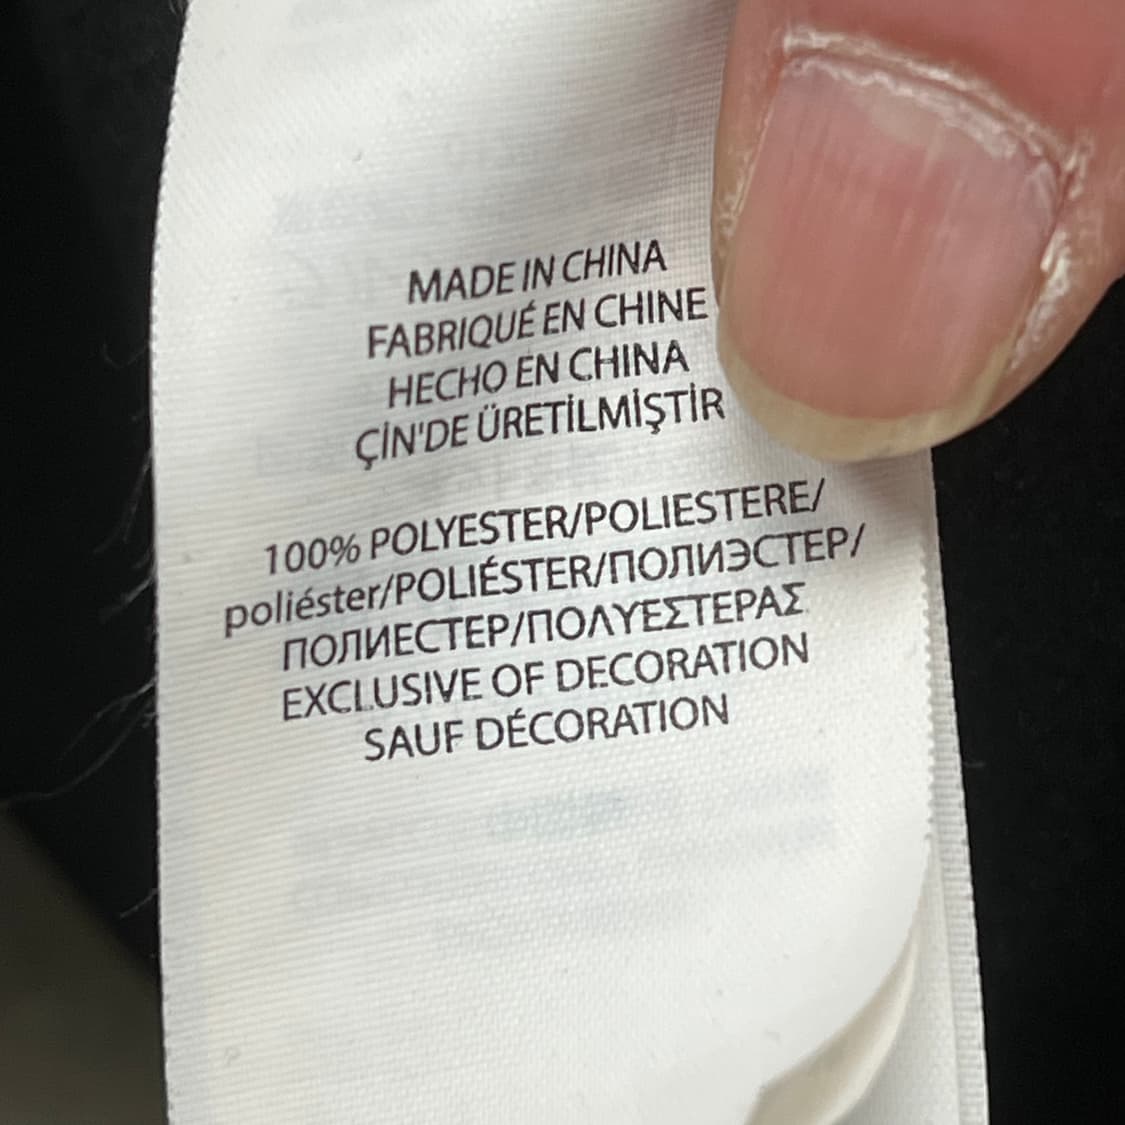 MADE IN CHINA
FABRIQUÉ EN CHINE
HECHO EN CHINA
ÇİN'DE ÜRETİLMİŞTİR
100% POLYESTER/POLIESTERE/
poliéster/POLIÉSTER/ПОЛИЭСТЕР/
ПОЛИЕСТЕР/ΠΟΛΥΕΣΤΕΡΑΣ
EXCLUSIVE OF DECORATION
SAUF DÉCORATION